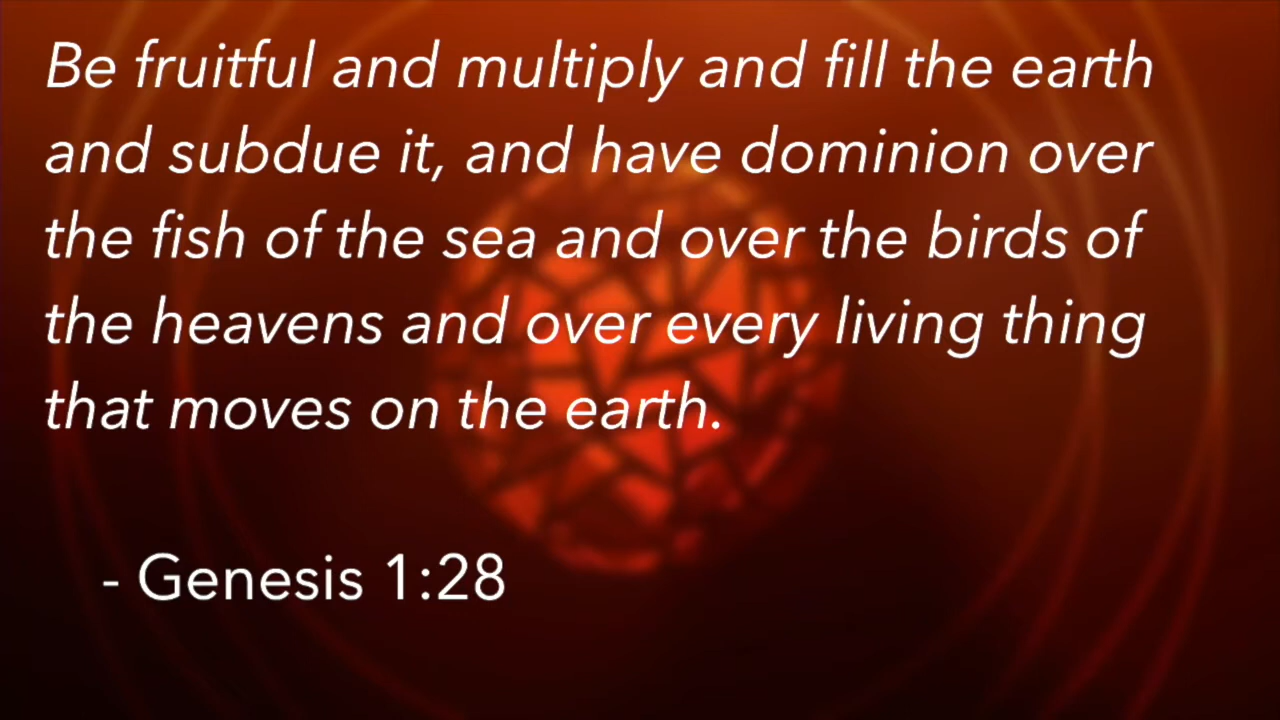 Be fruitful and multiply and fill the earth
and subdue it, and have dominion over
the fish of the sea and over the birds of
the heavens and over every living thing
that moves on the earth.
- Genesis 1:28